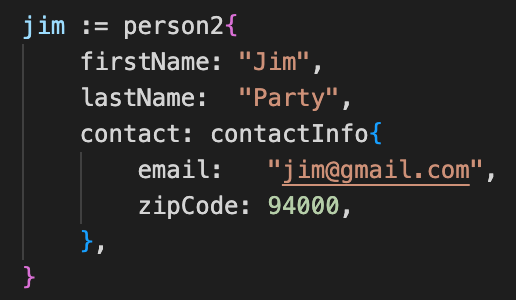 jim := person2{
    firstName: "Jim",
    lastName:  "Party",
    contact: contactInfo{
        email:   "jim@gmail.com",
        zipCode: 94000,
    },
}